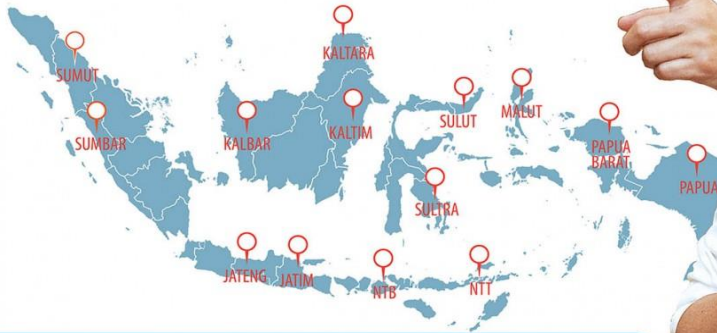 KALTARA
SUMUT
SUMBAR
KALBAR
KALTIM
SULUT
MALUT
PAPUA
BARAT
PAPUA
SULTRA
JATENG
JATIM
NTB
NTT